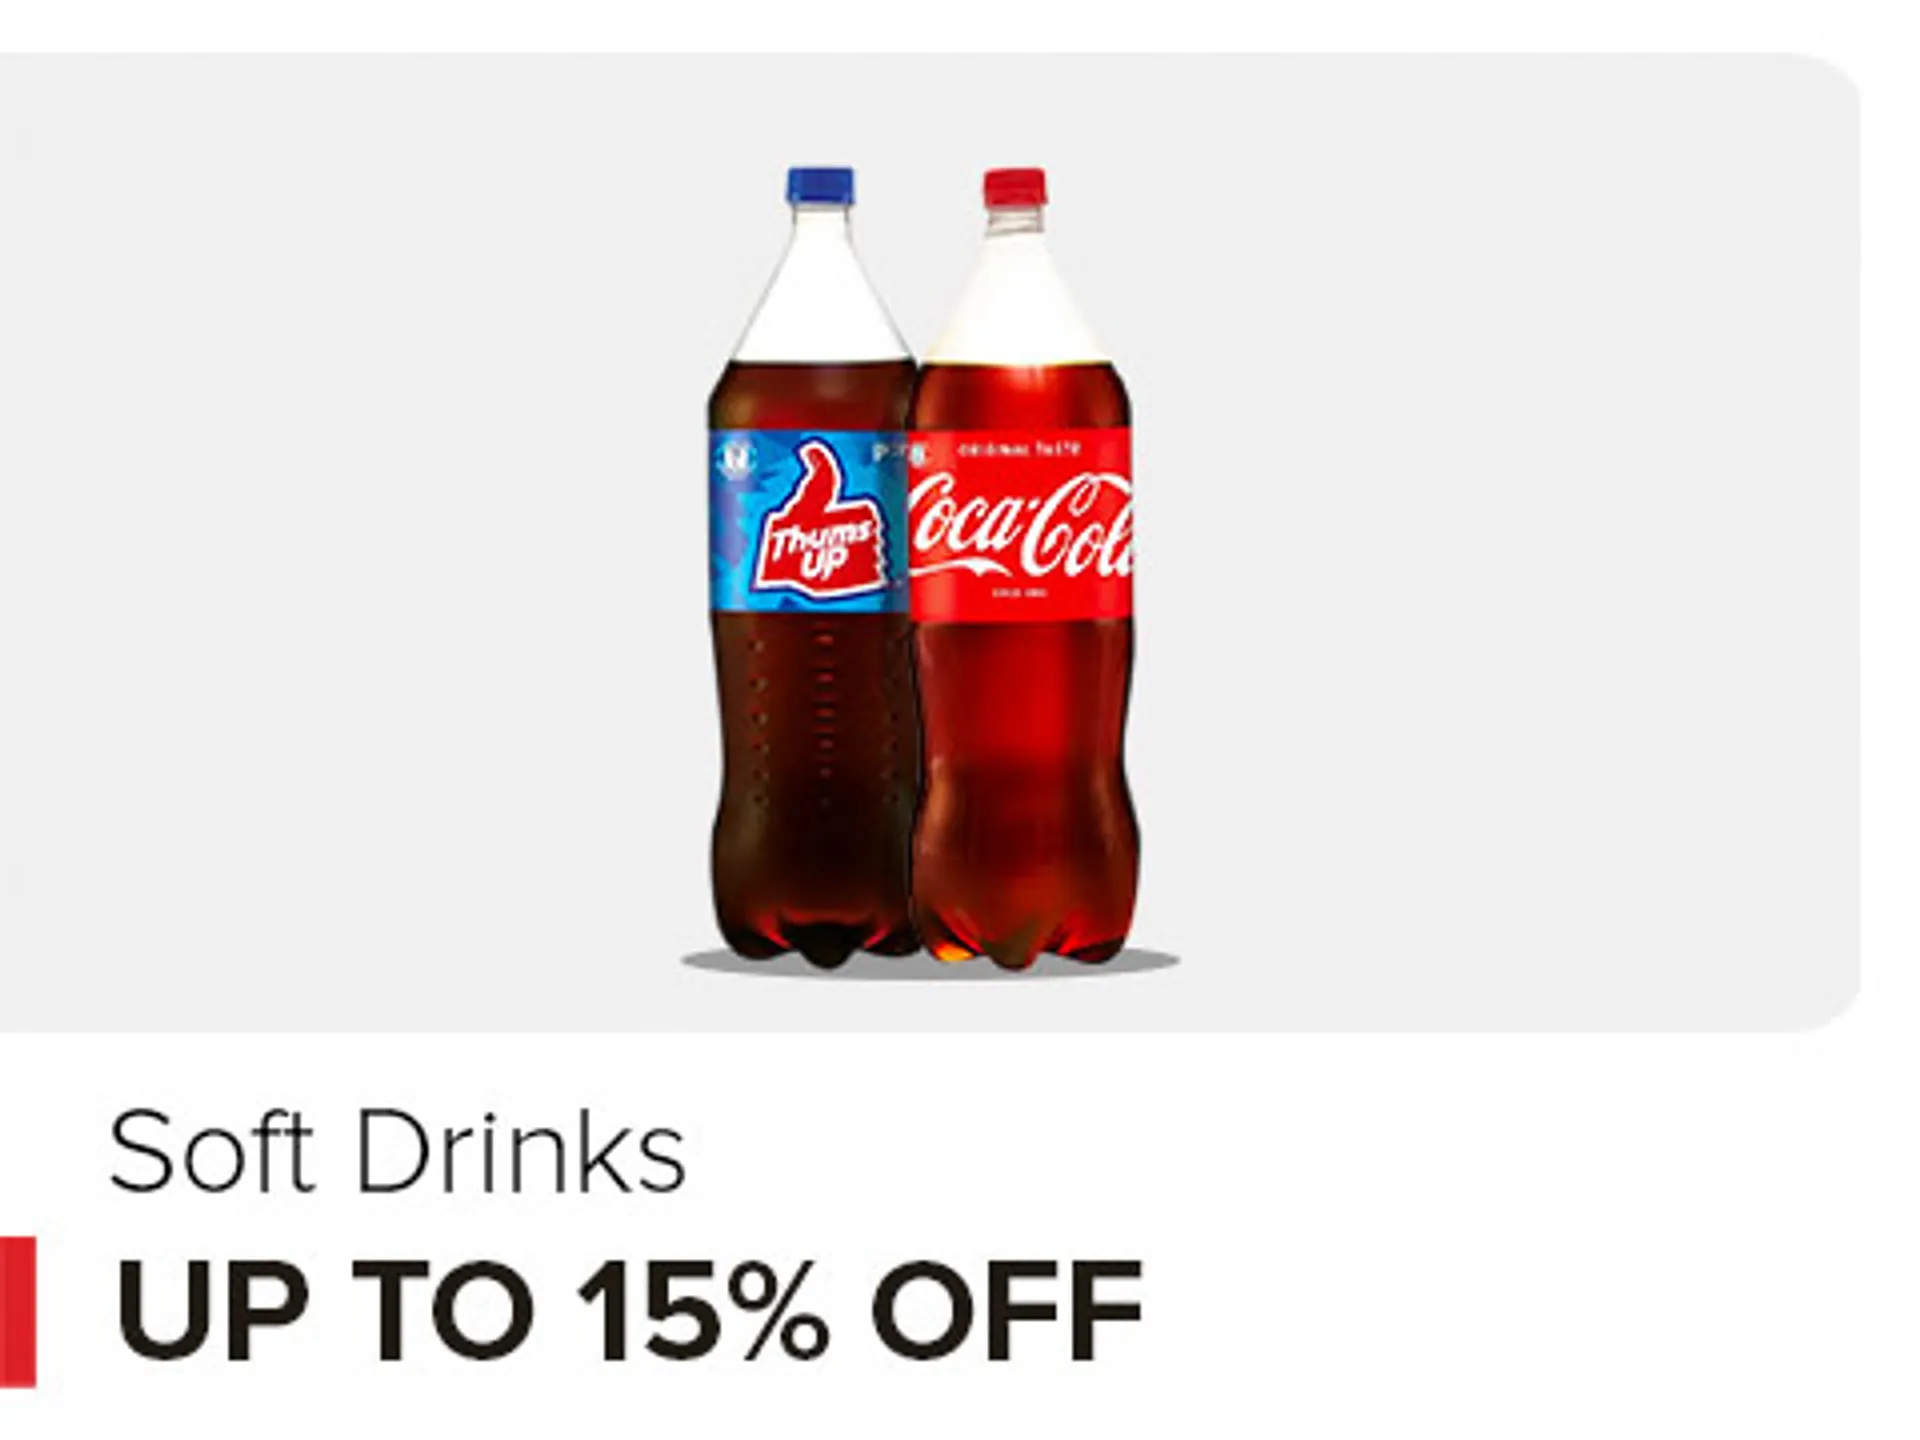 Thums
UP
ORIGINAL TASTE
Coca-Cola
Soft Drinks
UP TO 15% OFF